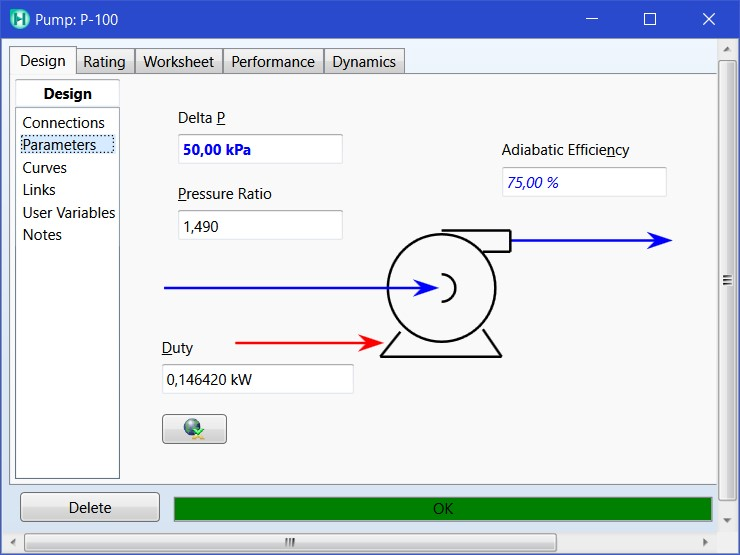 Pump: P-100
Design
Rating
Worksheet
Performance
Dynamics
Design
Connections
Parameters
Curves
Links
User Variables
Notes
Delta P
50,00 kPa
Adiabatic Efficiency
75,00 %
Pressure Ratio
1,490
Duty
0,146420 kW
Delete
OK